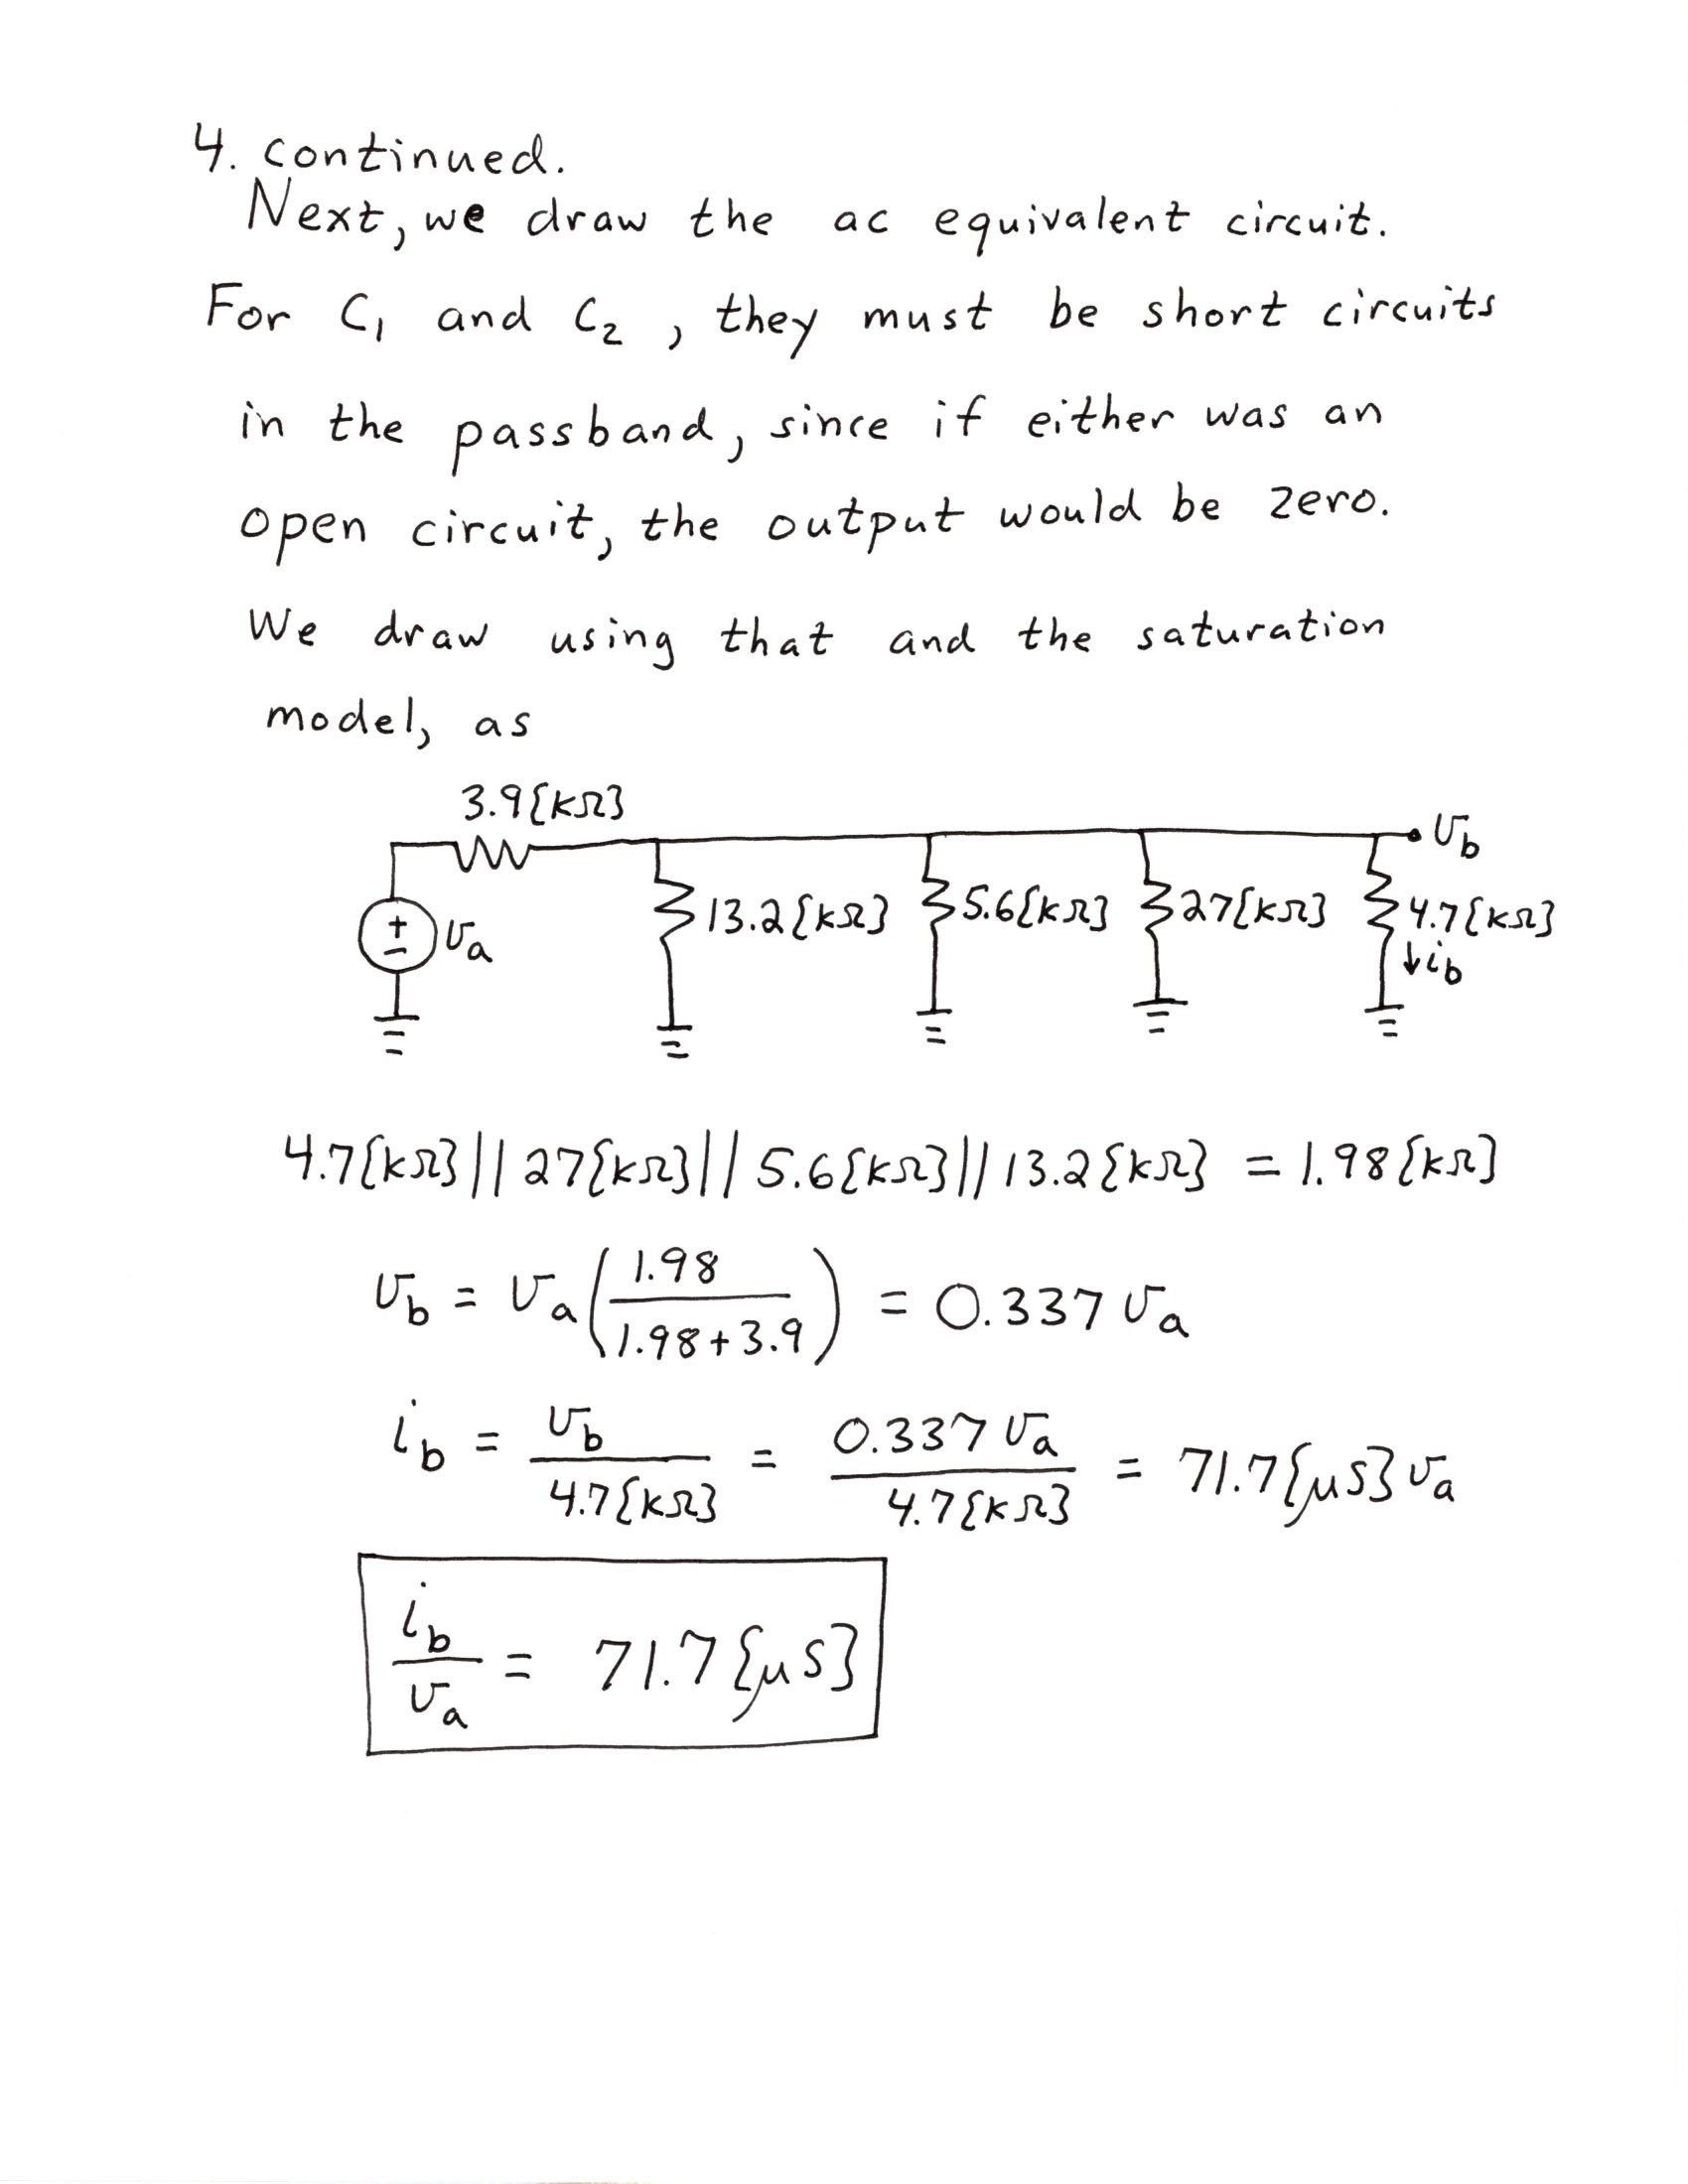 4. continued.
Next, we draw the ac equivalent circuit.
For C₁ and C₂, they must be short circuits
in the passband, since if either was an
open circuit, the output would be zero.
We draw using that and the saturation
model, as
3.9{kΩ}
v_b
+ − v_a
13.2{kΩ} 5.6{kΩ} 27{kΩ} 4.7{kΩ}
↓i_b
4.7{kΩ} || 27{kΩ} || 5.6{kΩ} || 13.2{kΩ} = 1.98{kΩ}
v_b = v_a (1.98 / (1.98 + 3.9)) = 0.337 v_a
i_b = v_b / 4.7{kΩ} = 0.337 v_a / 4.7{kΩ} = 71.7{μS} v_a
i_b / v_a = 71.7{μS}